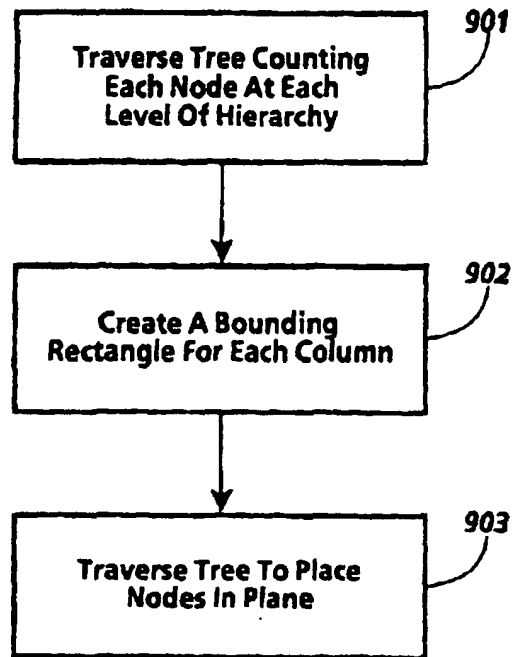 901
Traverse Tree Counting
Each Node At Each
Level Of Hierarchy
902
Create A Bounding
Rectangle For Each Column
903
Traverse Tree To Place
Nodes In Plane